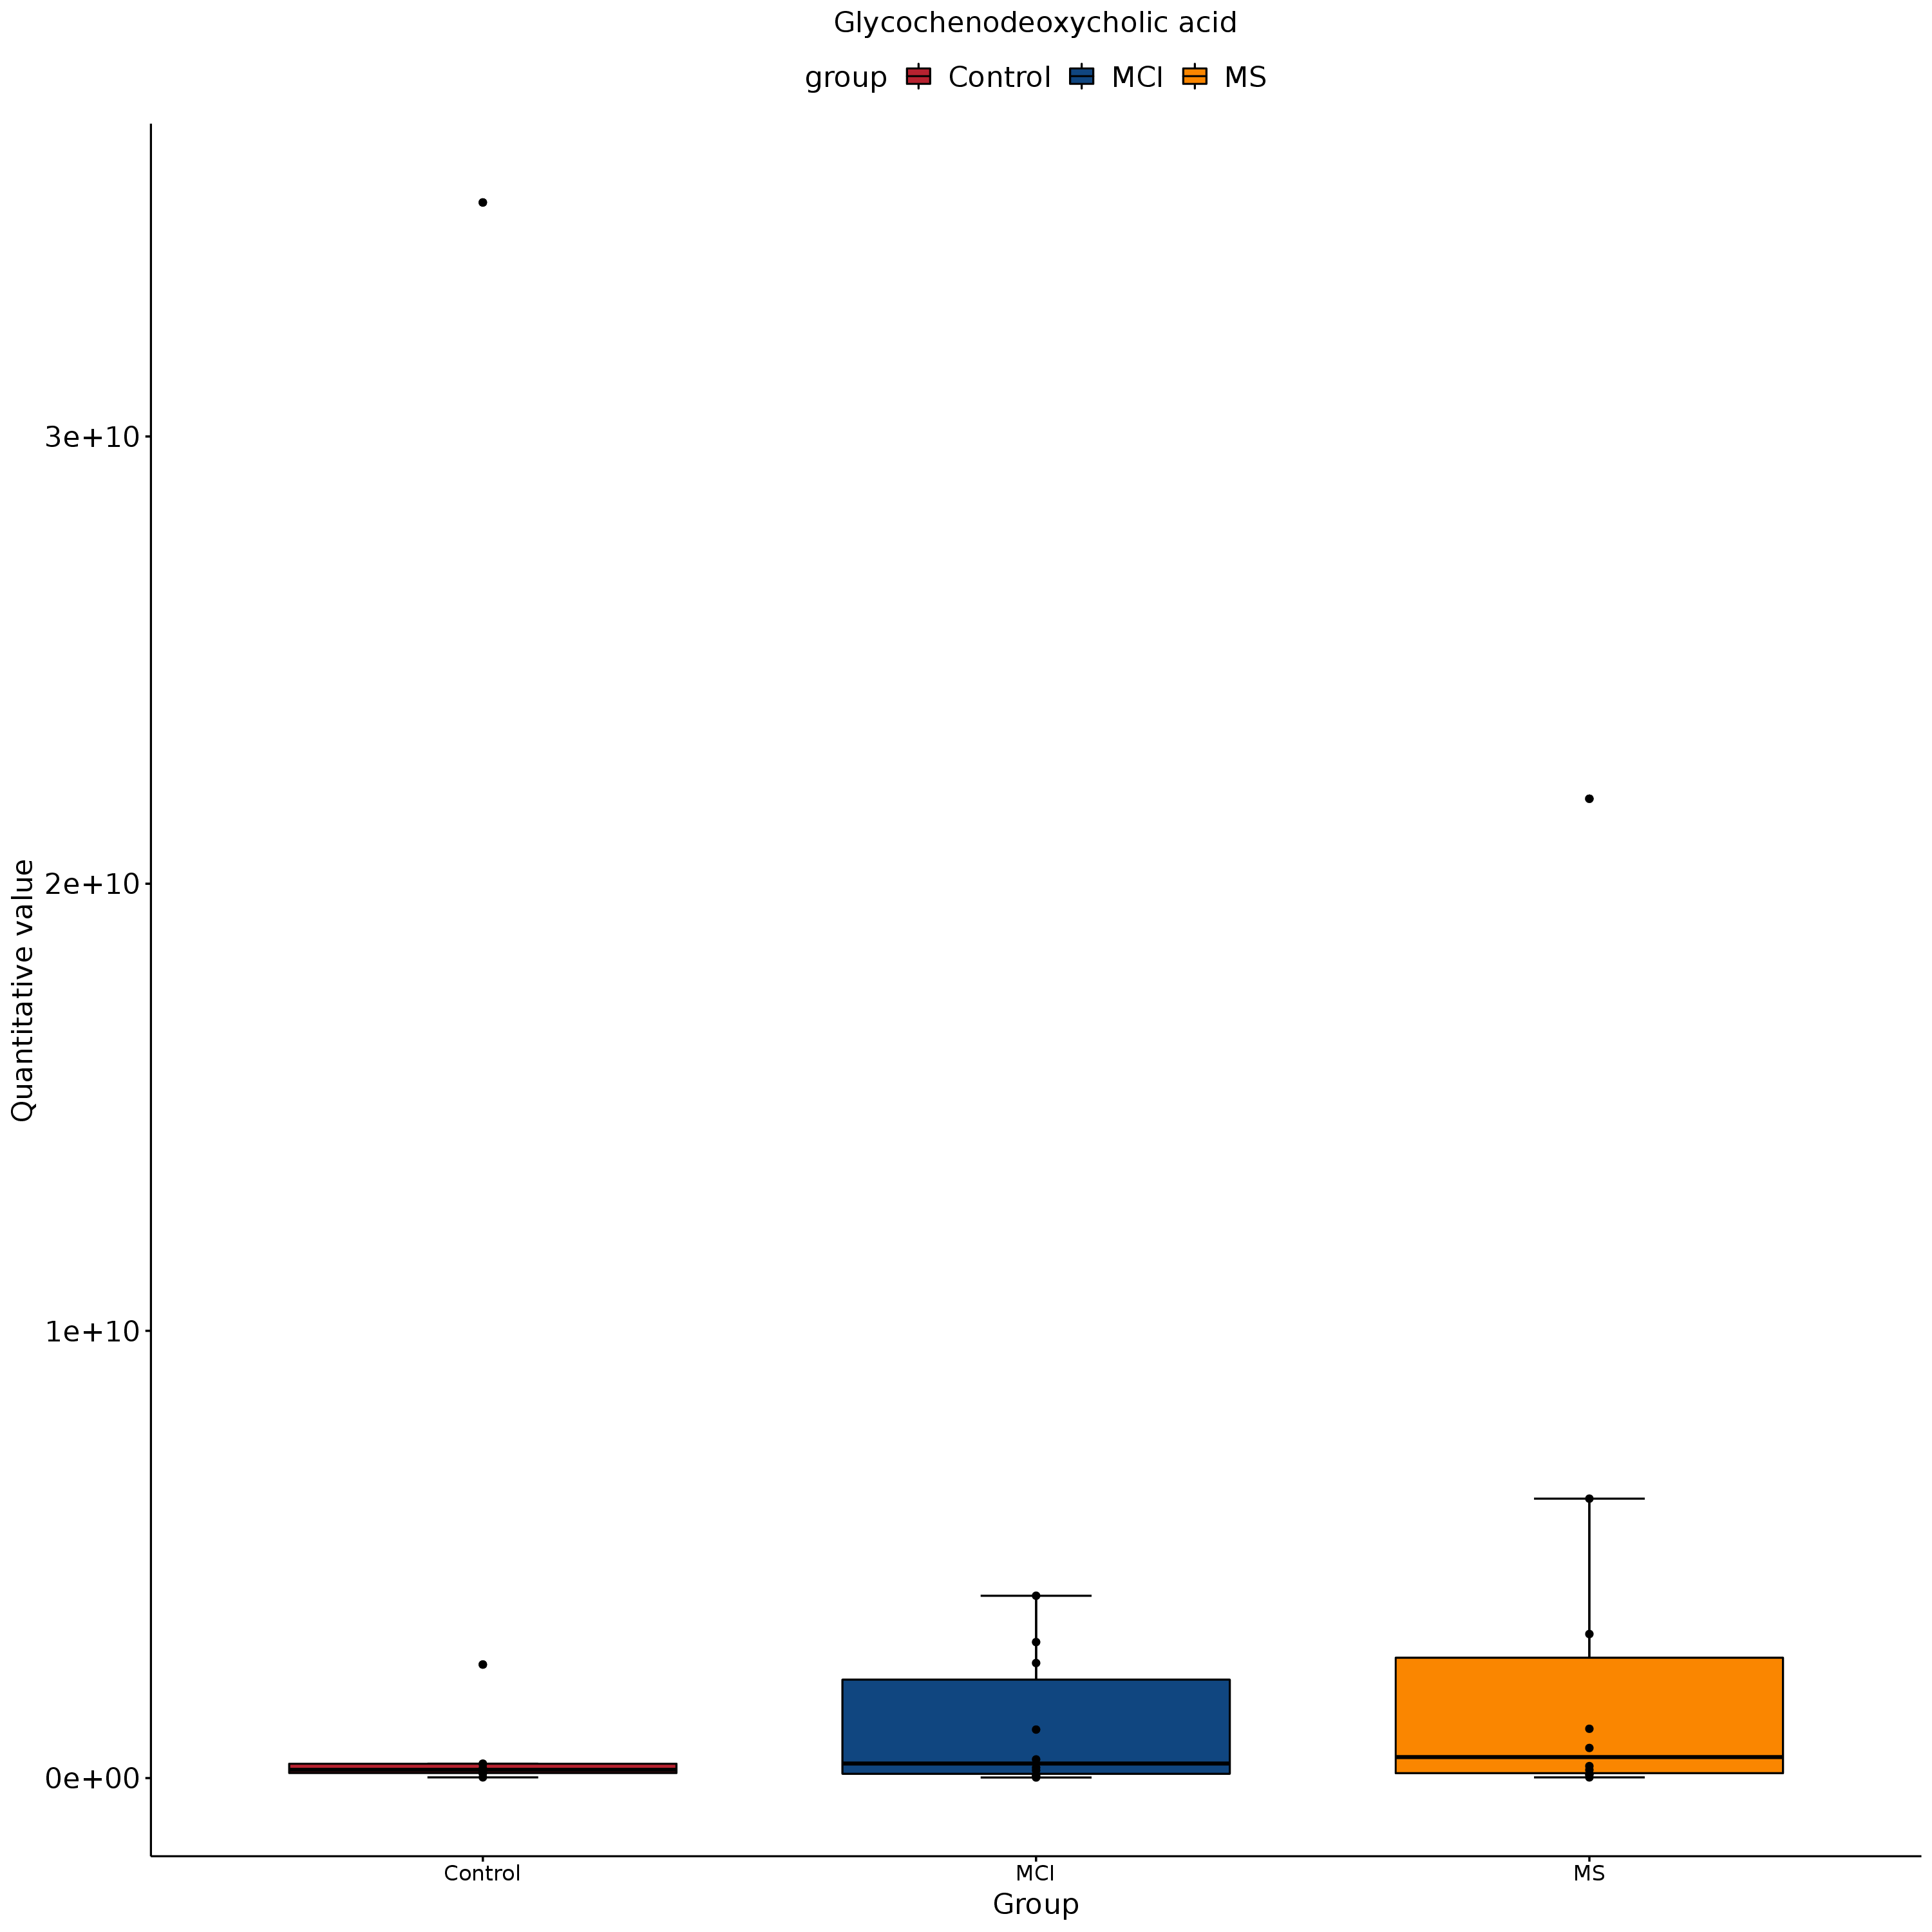 Glycochenodeoxycholic acid
group Control MCI MS
Quantitative value
3e+10
2e+10
1e+10
0e+00
Control MCI MS
Group